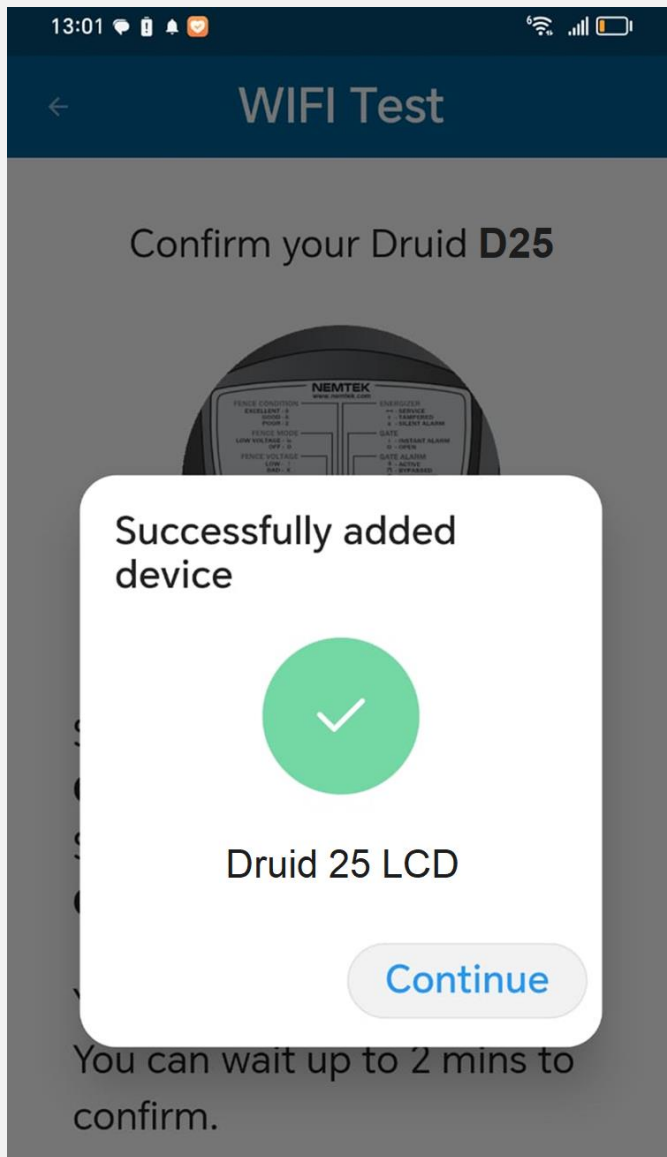 13:01
WIFI Test
Confirm your Druid D25
NEMTEK
www.nemtek.com
FENCE CONDITION
EXCELLENT
GOOD
POOR
FENCE MODE
LOW VOLTAGE
OFF
FENCE VOLTAGE
LOW
BAD
ENERGIZER
SERVICE
TAMPERED
SILENT ALARM
GATE
INSTANT ALARM
OPEN
GATE ALARM
ACTIVE
BYPASSED
Successfully added
device
Druid 25 LCD
Continue
You can wait up to 2 mins to
confirm.